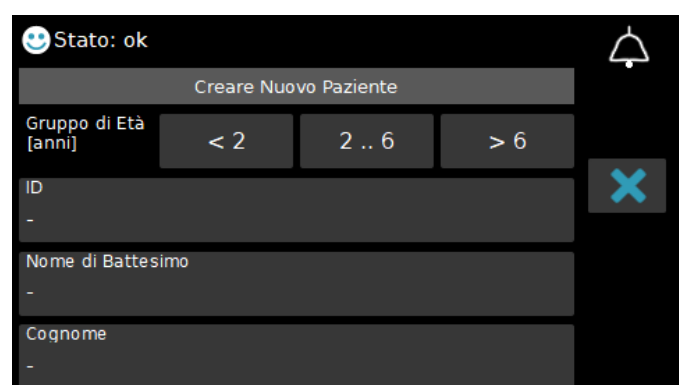 Stato: ok
Creare Nuovo Paziente
Gruppo di Età
[anni]
< 2
2 .. 6
> 6
ID
-
Nome di Battesimo
-
Cognome
-